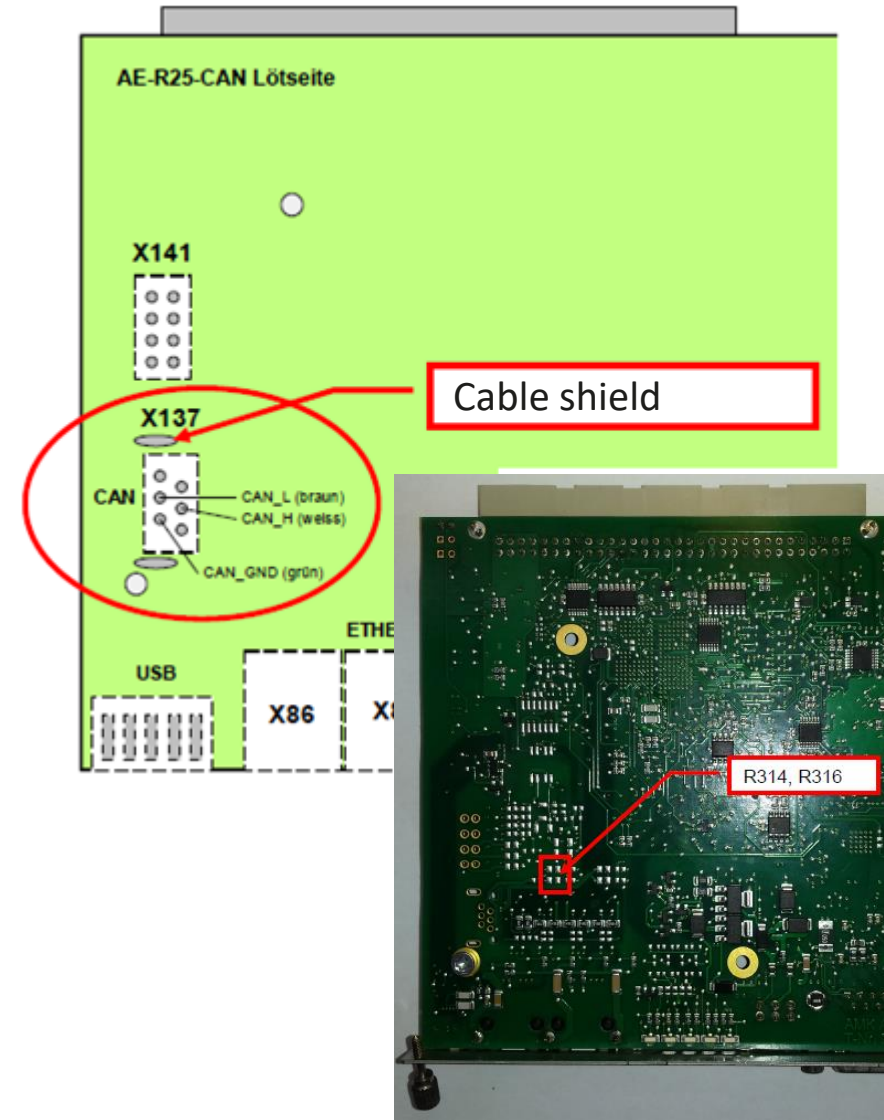 AE-R25-CAN Lötseite
X141
Cable shield
X137
CAN
CAN_L (braun)
CAN_H (weiss)
CAN_GND (grün)
ETHE
USB
X86
R314, R316